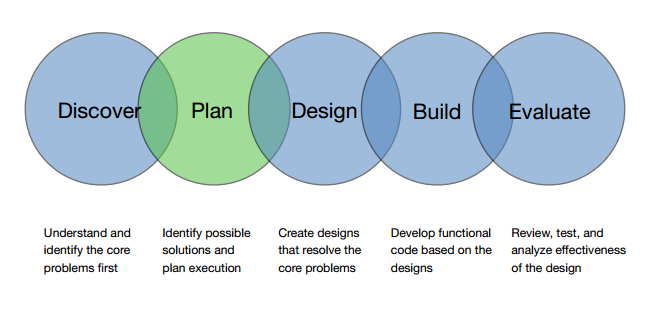 Discover
Plan
Design
Build
Evaluate
Understand and
identify the core
problems first
Identify possible
solutions and
plan execution
Create designs
that resolve the
core problems
Develop functional
code based on the
designs
Review, test, and
analyze effectiveness
of the design